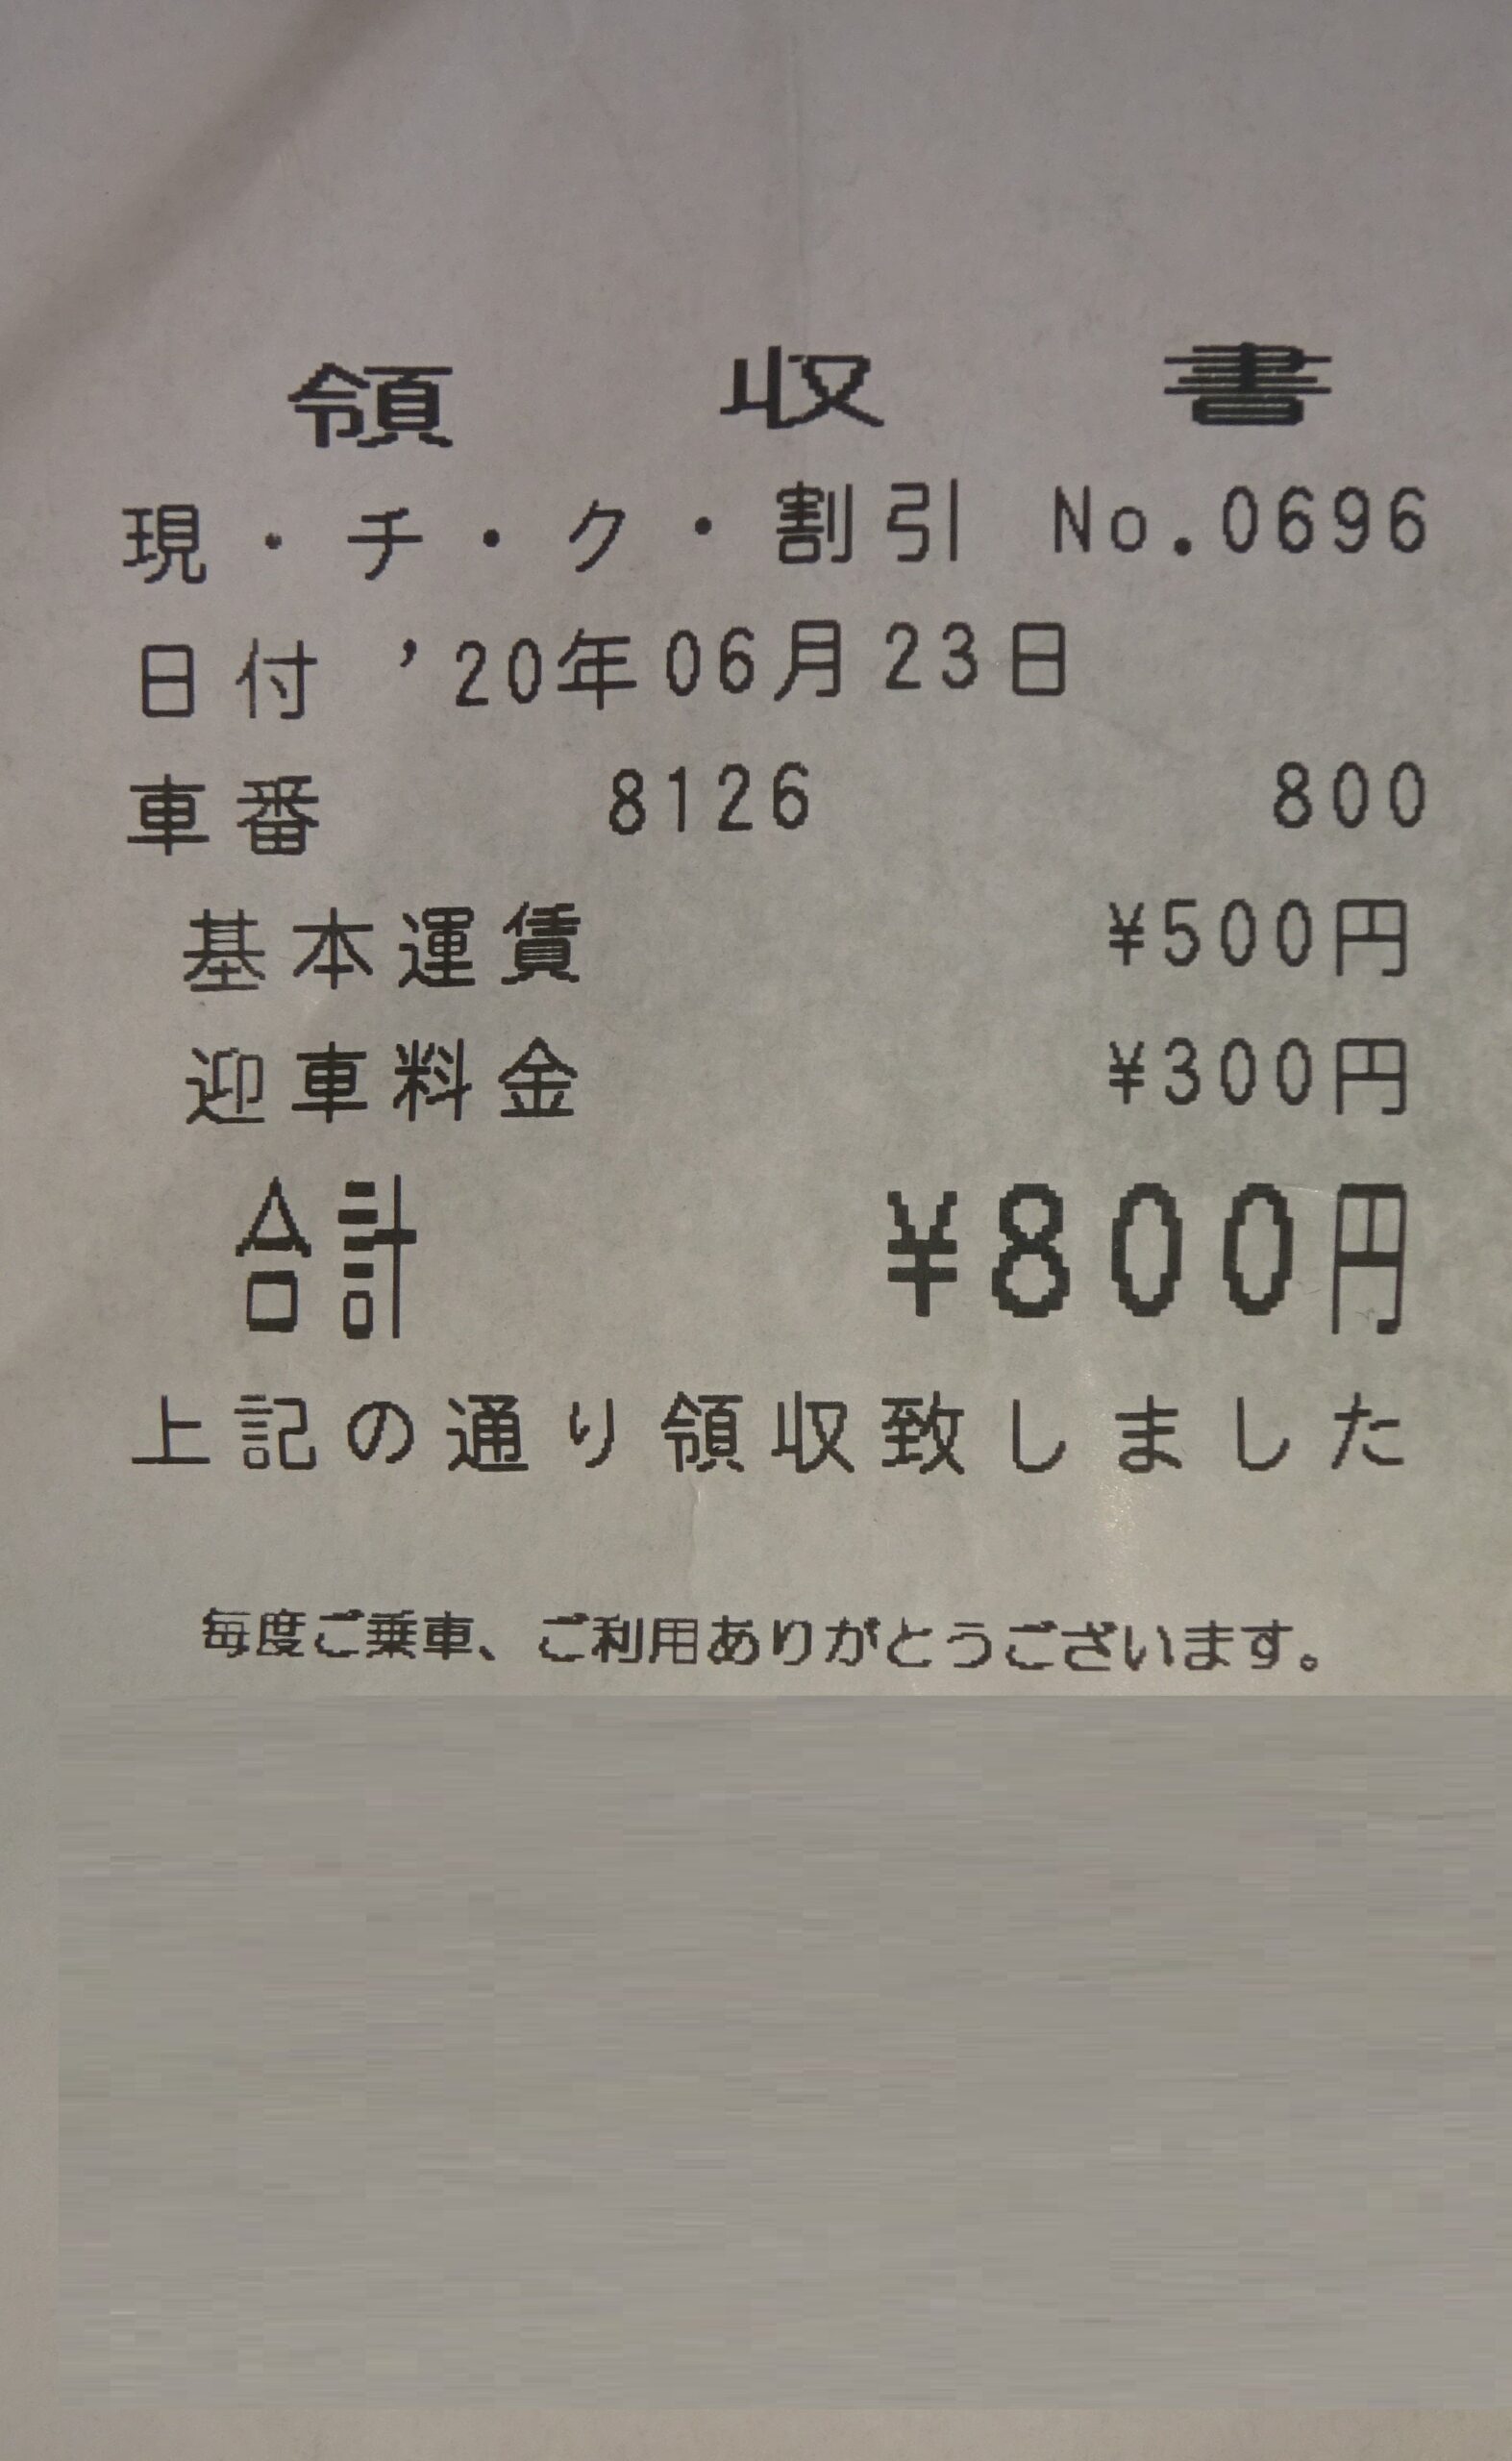 領収書
現・チ・ク・割引 No.0696
日付 ’20年06月23日
車番 8126 800
基本運賃 ¥500円
迎車料金 ¥300円
合計 ¥800円
上記の通り領収致しました
毎度ご乗車、ご利用ありがとうございます。